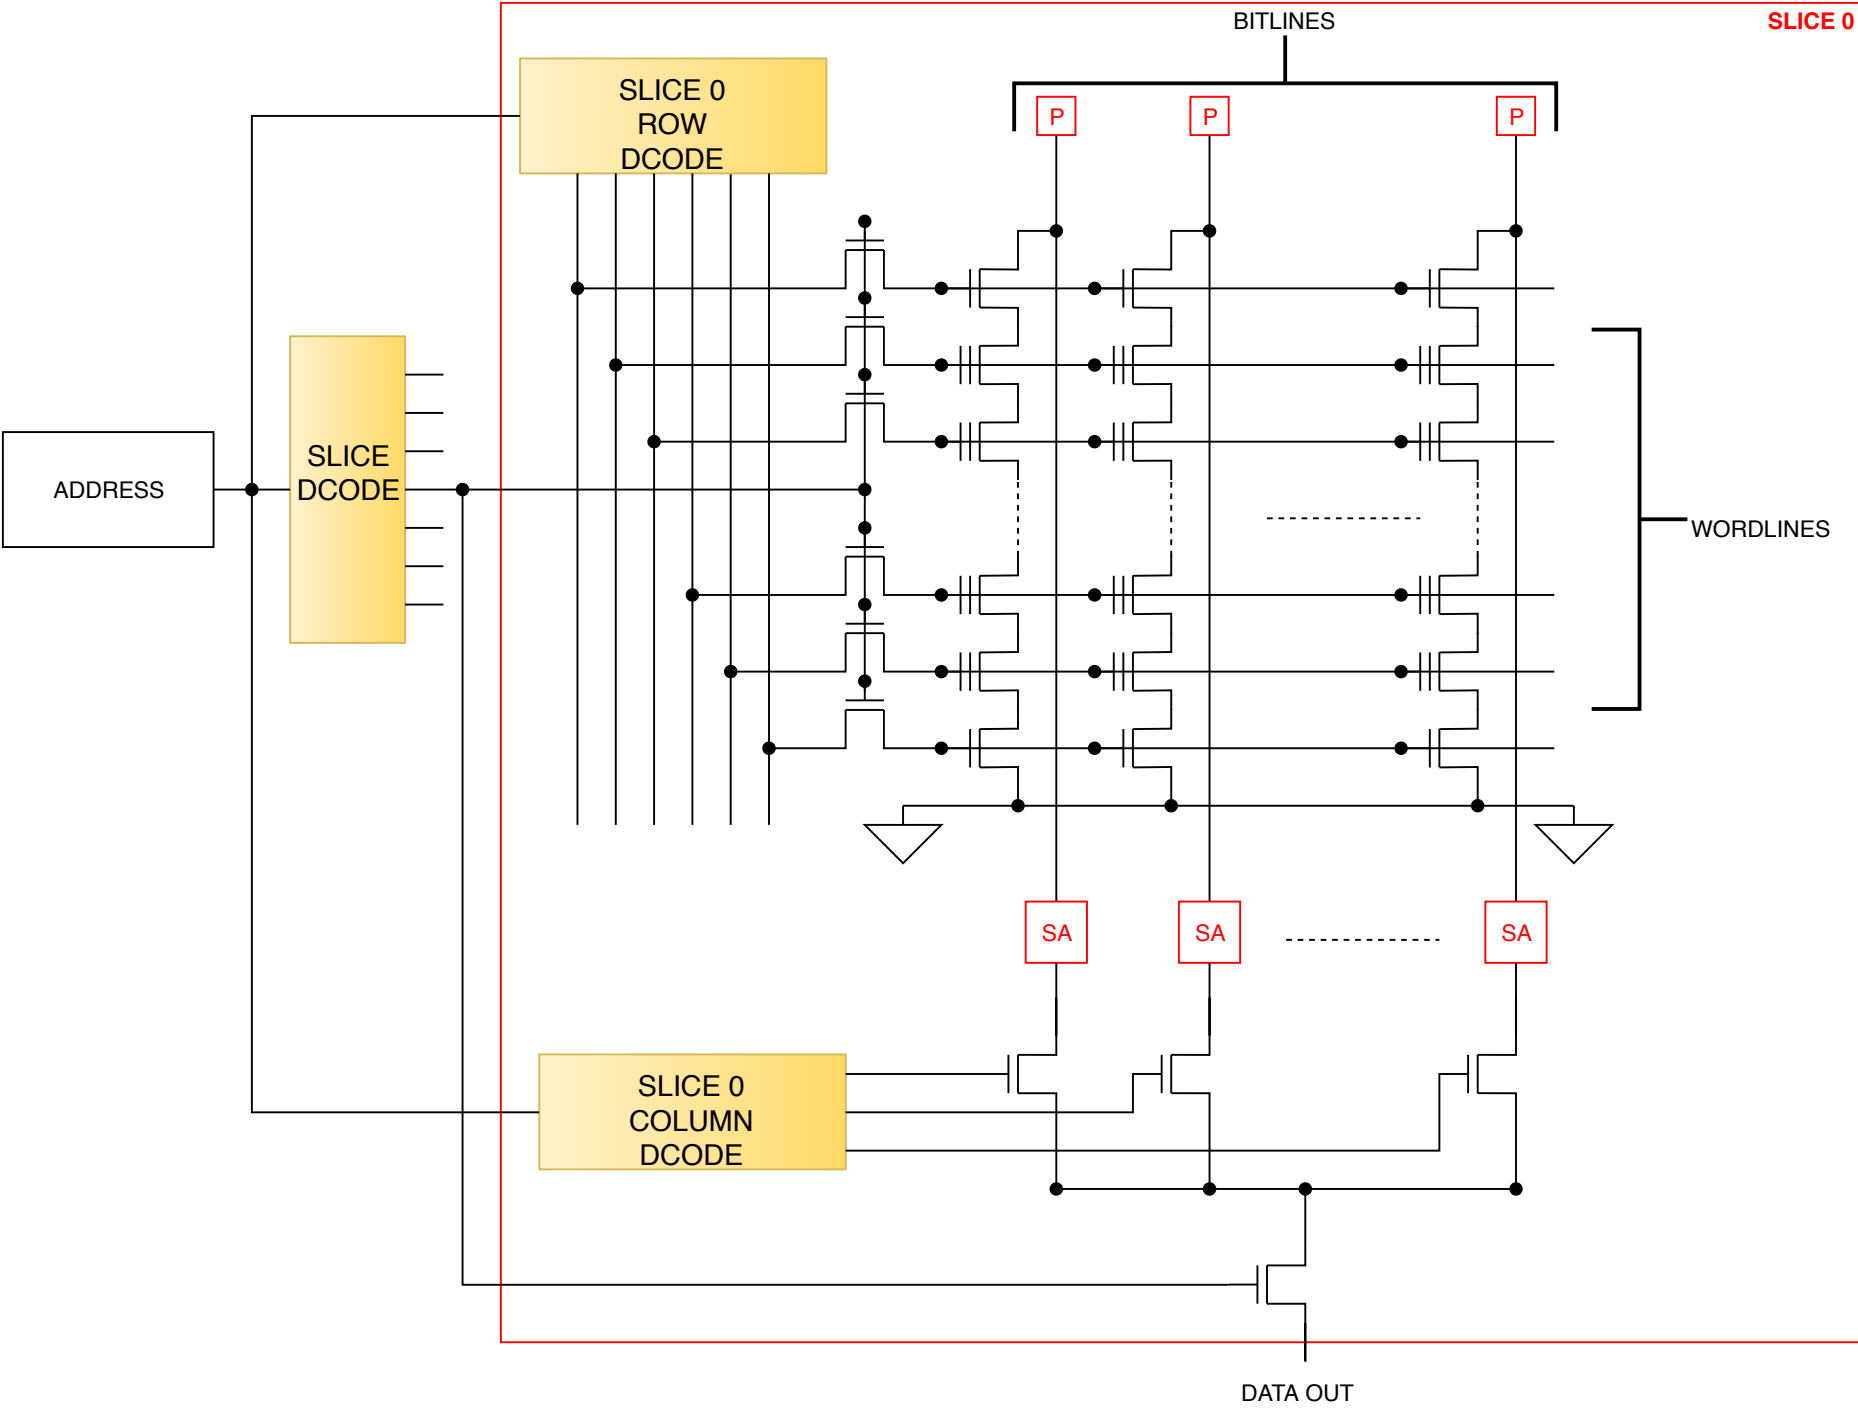 BITLINES
SLICE 0
SLICE 0
ROW
DCODE
P
P
P
SLICE
DCODE
ADDRESS
WORDLINES
SA
SA
SA
SLICE 0
COLUMN
DCODE
DATA OUT